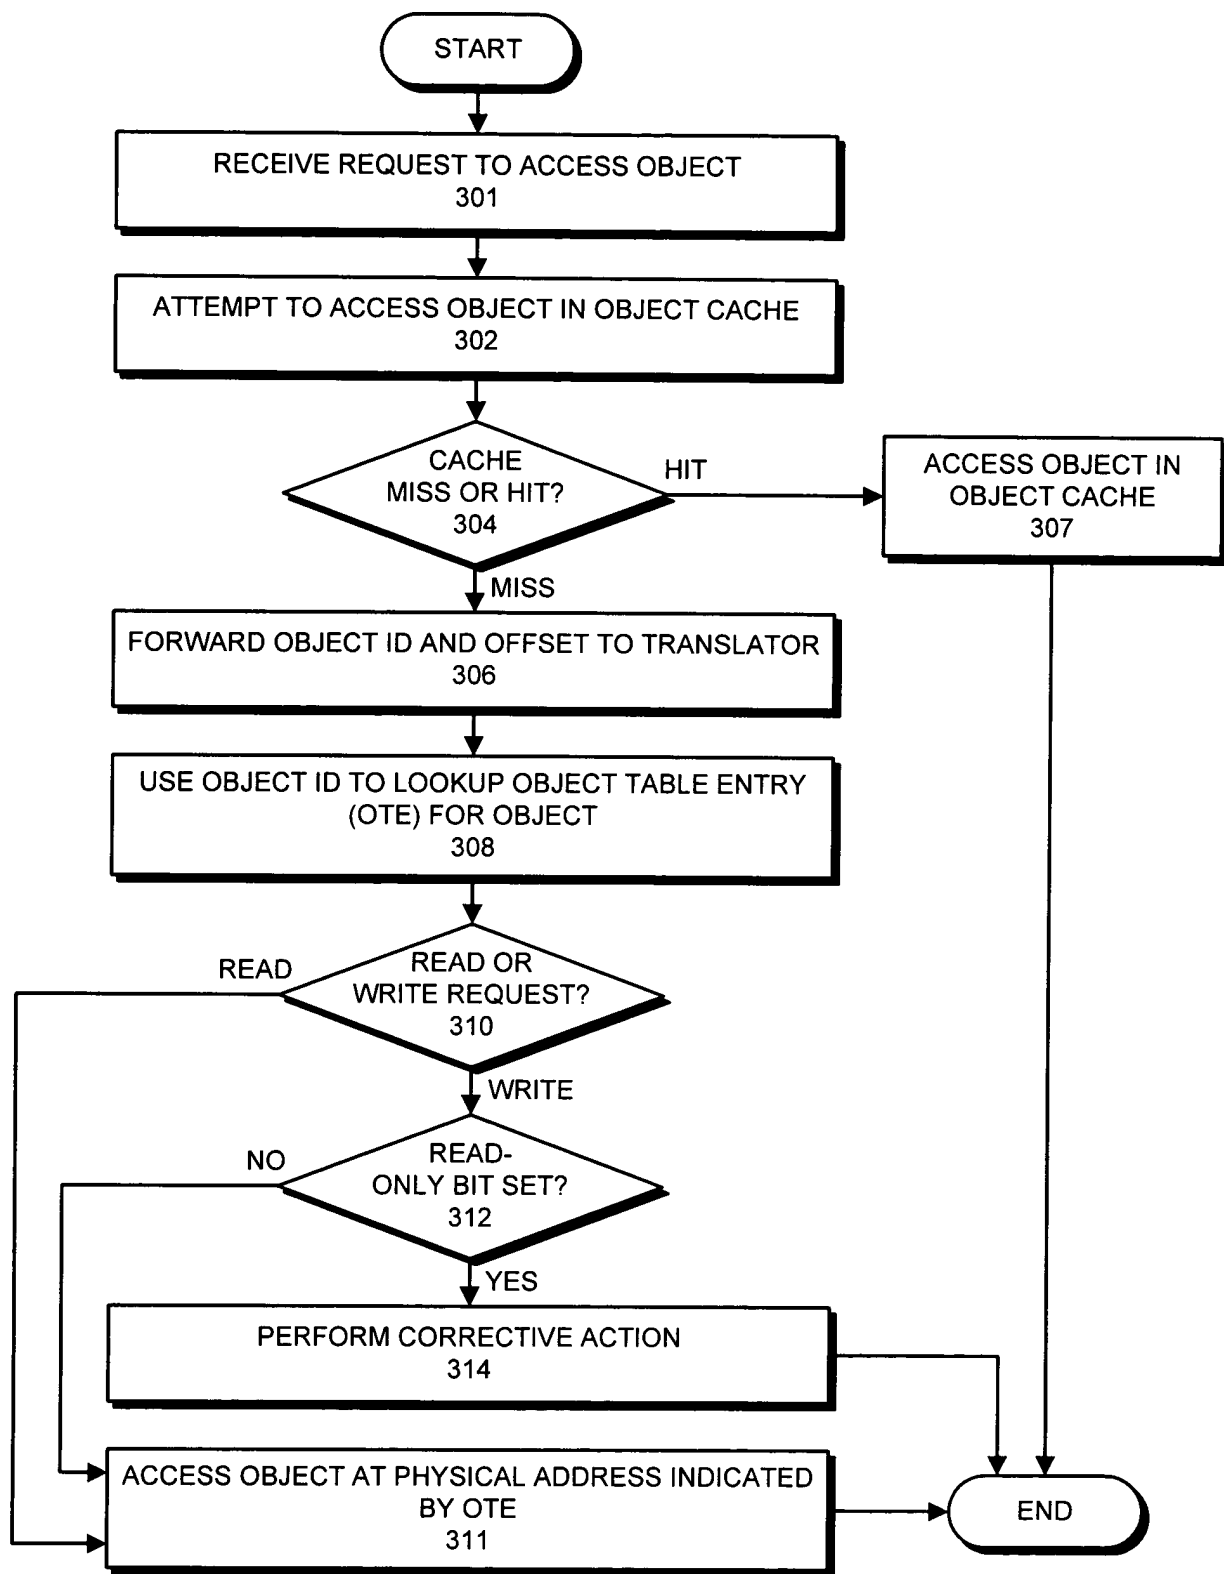 START
RECEIVE REQUEST TO ACCESS OBJECT
301
ATTEMPT TO ACCESS OBJECT IN OBJECT CACHE
302
CACHE
MISS OR HIT?
304
HIT
ACCESS OBJECT IN
OBJECT CACHE
307
MISS
FORWARD OBJECT ID AND OFFSET TO TRANSLATOR
306
USE OBJECT ID TO LOOKUP OBJECT TABLE ENTRY
(OTE) FOR OBJECT
308
READ
READ OR
WRITE REQUEST?
310
WRITE
NO
READ-
ONLY BIT SET?
312
YES
PERFORM CORRECTIVE ACTION
314
ACCESS OBJECT AT PHYSICAL ADDRESS INDICATED
BY OTE
311
END